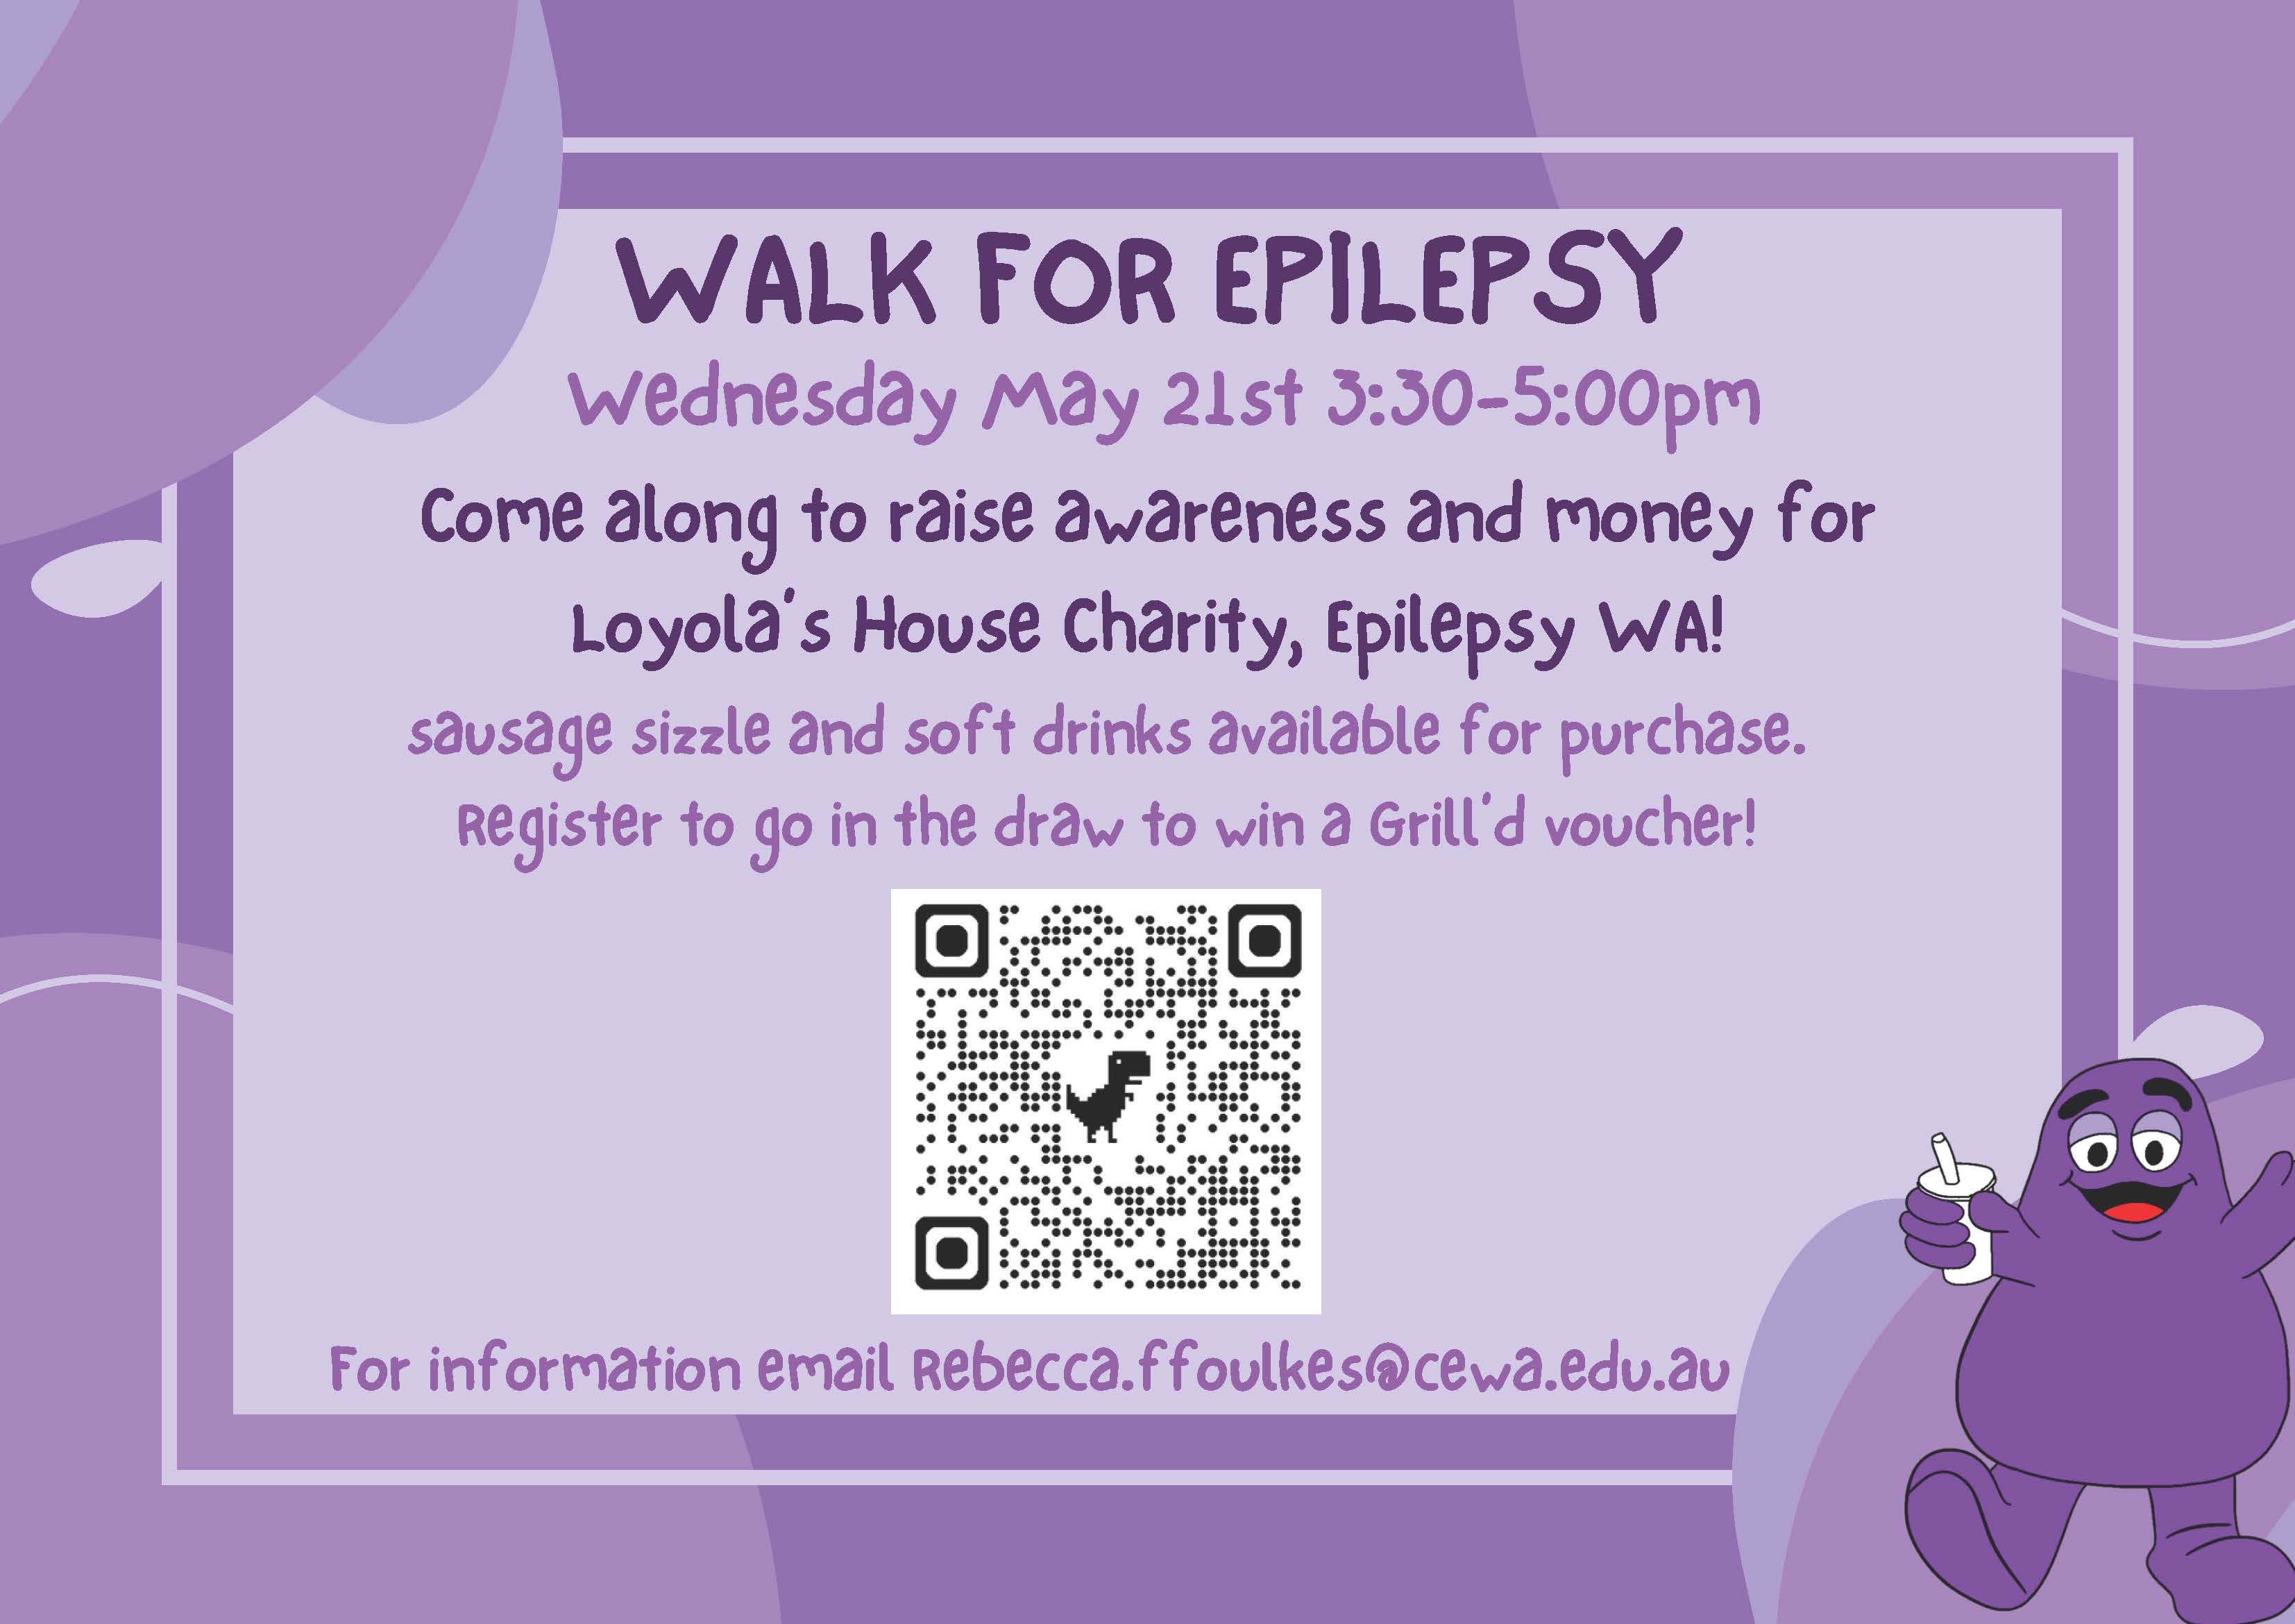 WALK FOR EPILEPSY
Wednesday May 21st 3:30-5:00pm
Come along to raise awareness and money for
Loyola's House Charity, Epilepsy WA!
sausage sizzle and soft drinks available for purchase.
Register to go in the draw to win a Grill'd voucher!
For information email Rebecca.ffoulkes@cewa.edu.au